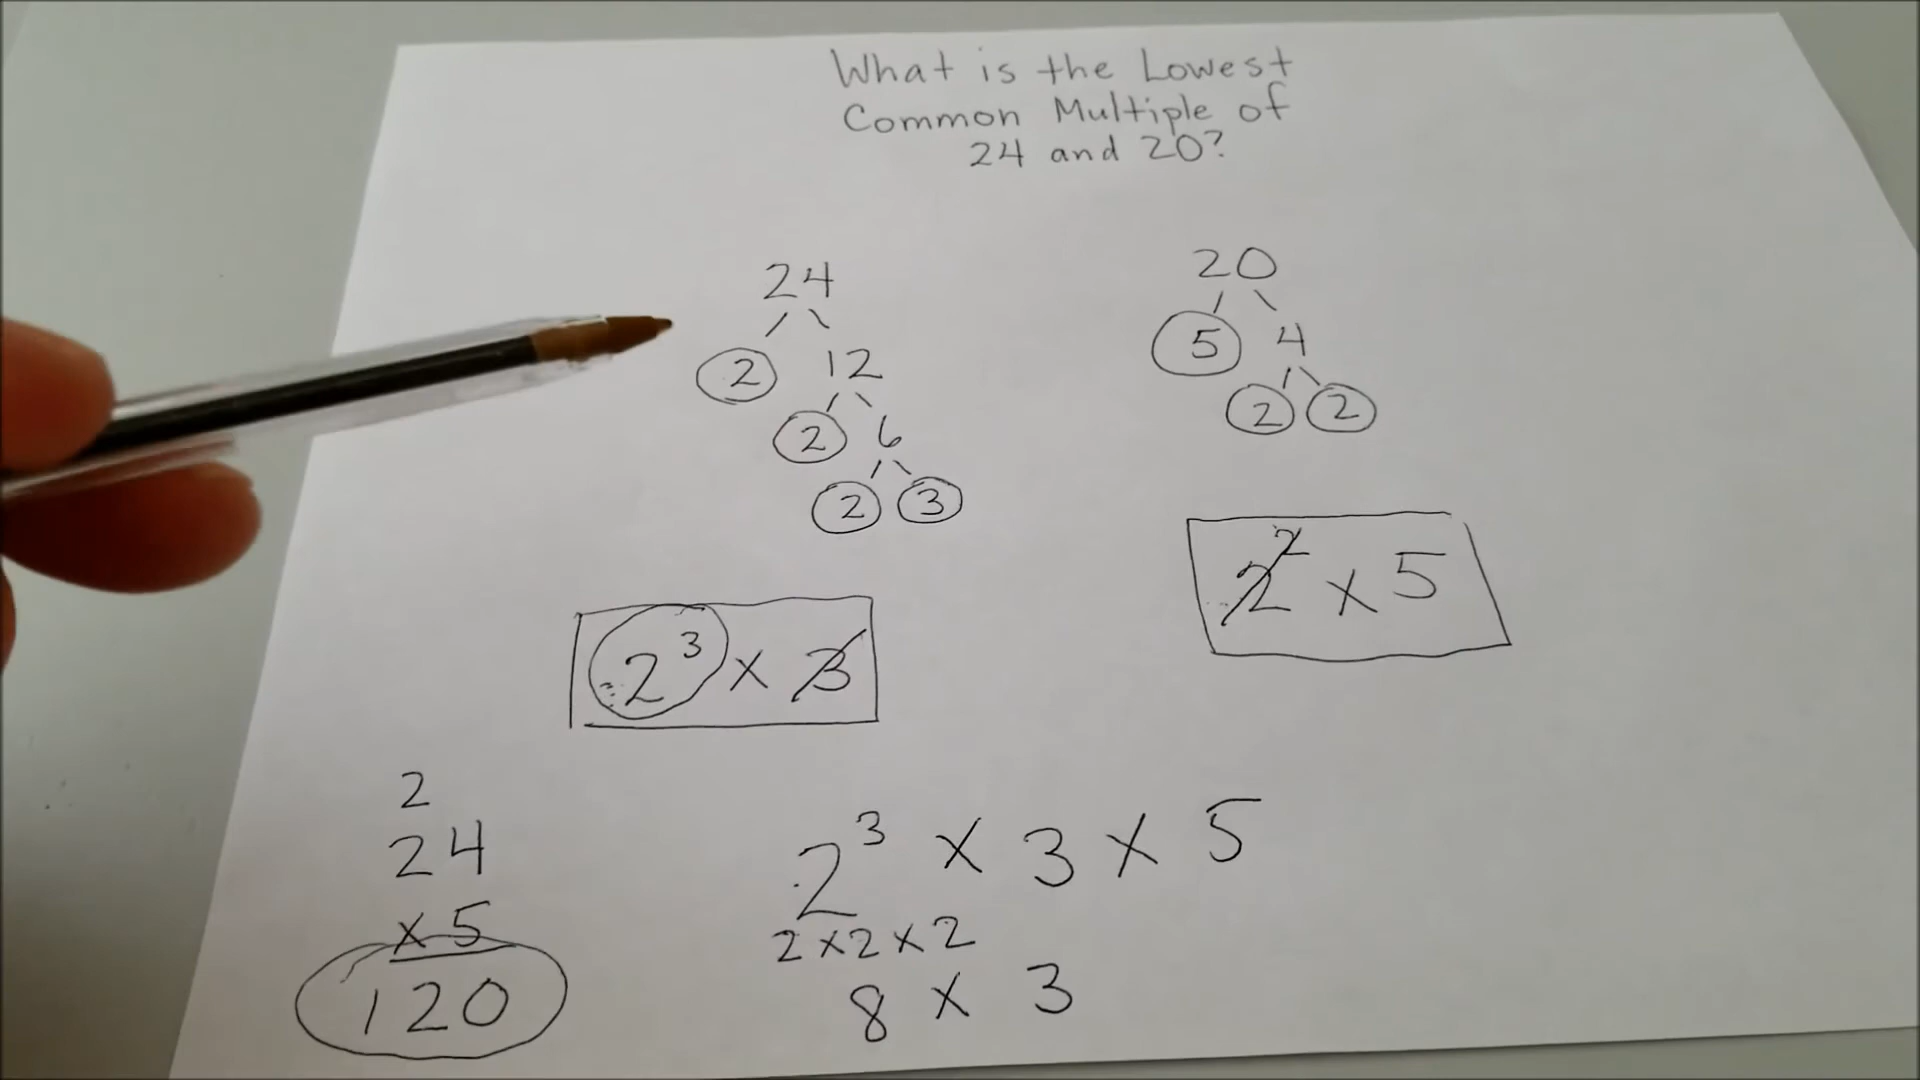 What is the Lowest
Common Multiple of
24 and 20?
24
2 12
2 6
2 3
20
5 4
2 2
2³ x 3
2² x 5
2
24
x 5
120
2³ x 3 x 5
2 x 2 x 2
8 x 3